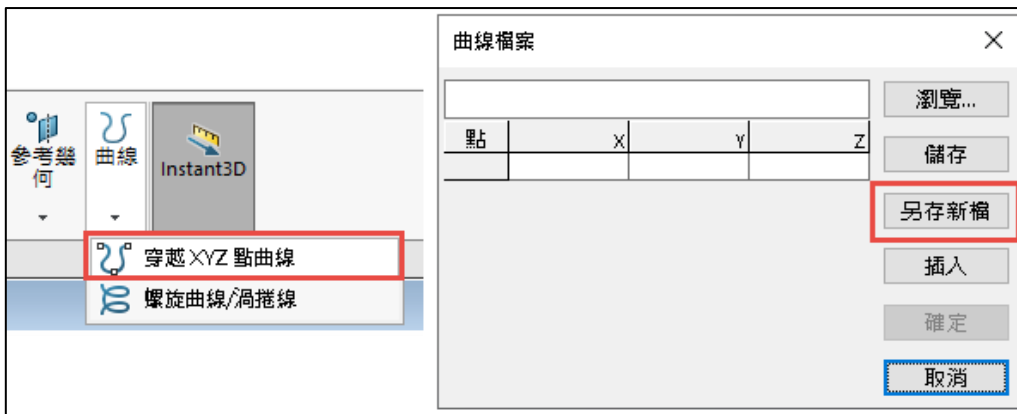 參考幾
何
曲線
Instant3D
穿越 XYZ 點曲線
螺旋曲線/渦捲線
曲線檔案
瀏覽...
點 X Y Z
儲存
另存新檔
插入
確定
取消